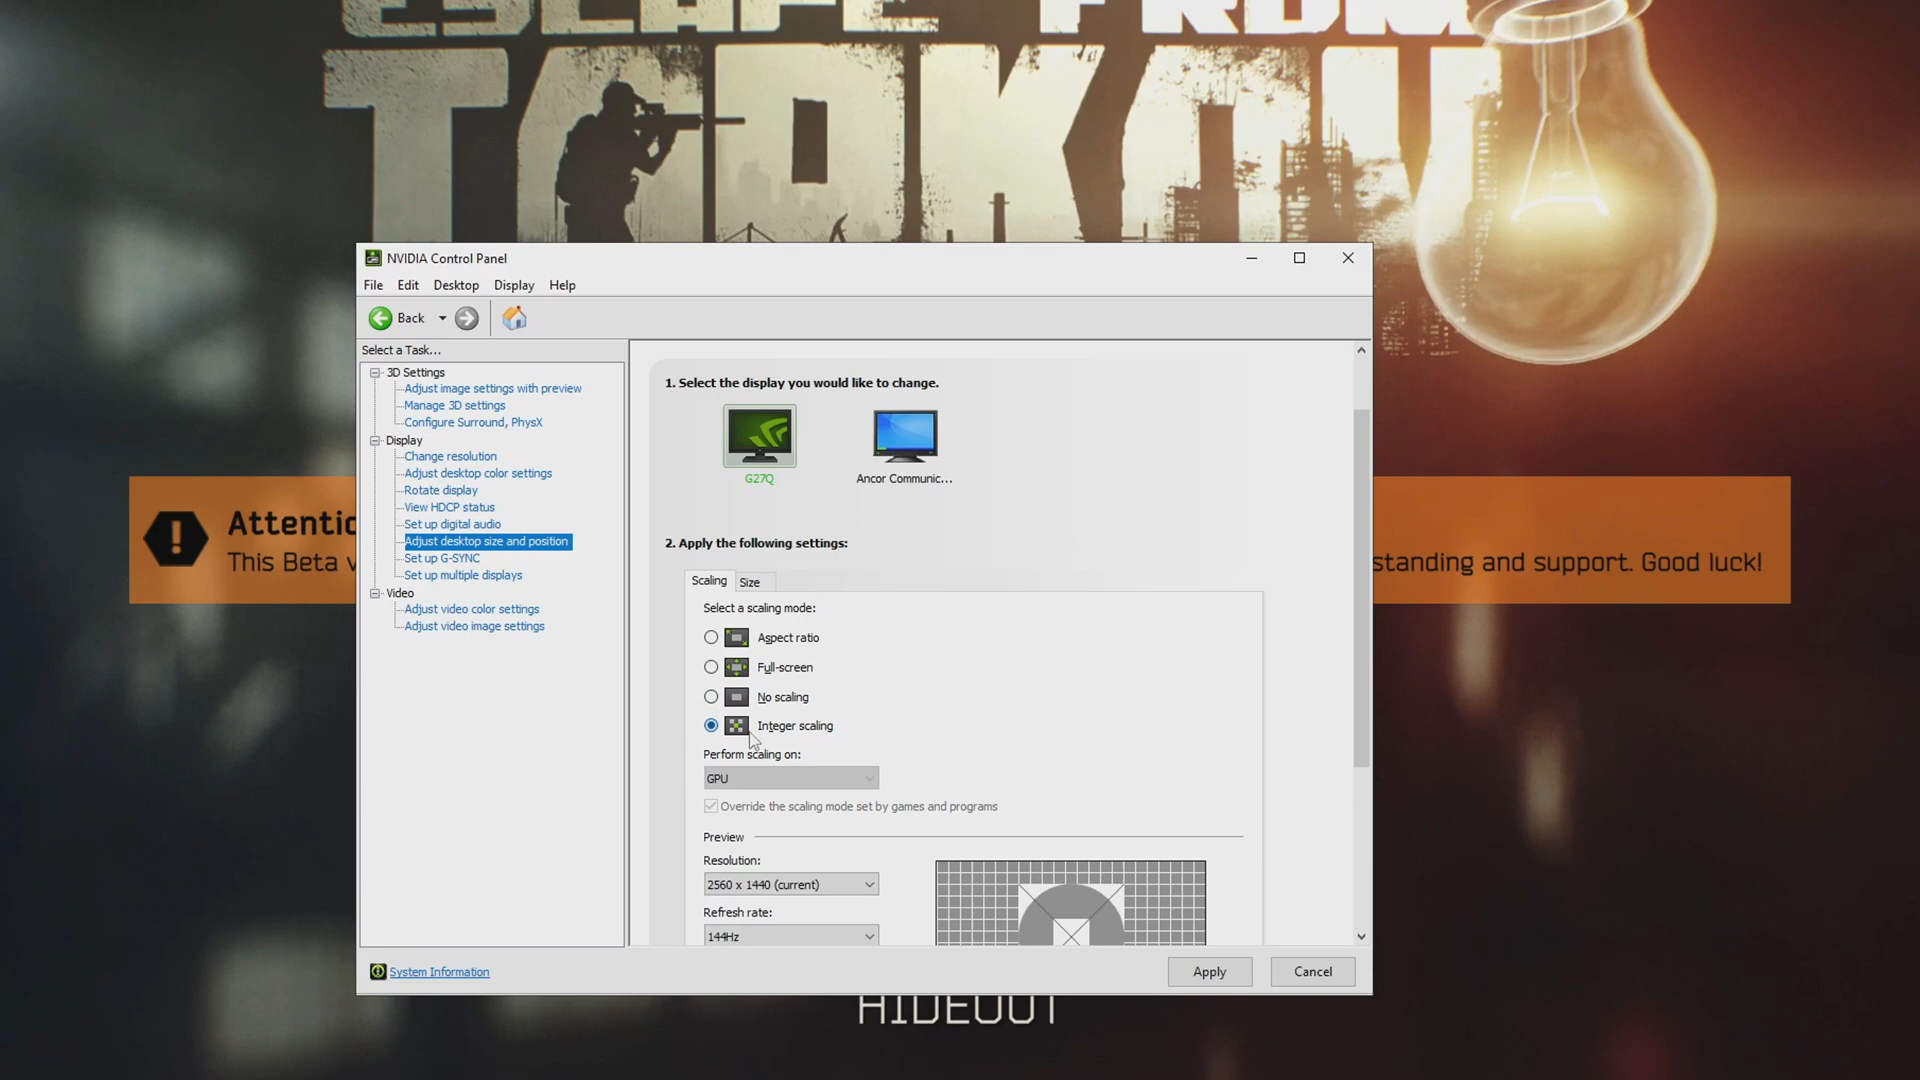 ESCAPE FROM
TARKOV
NVIDIA Control Panel
File Edit Desktop Display Help
Back
Select a Task...
3D Settings
Adjust image settings with preview
Manage 3D settings
Configure Surround, PhysX
Display
Change resolution
Adjust desktop color settings
Rotate display
View HDCP status
Set up digital audio
Adjust desktop size and position
Set up G-SYNC
Set up multiple displays
Video
Adjust video color settings
Adjust video image settings
1. Select the display you would like to change.
G27Q Ancor Communic...
2. Apply the following settings:
Scaling Size
Select a scaling mode:
Aspect ratio
Full-screen
No scaling
Integer scaling
Perform scaling on:
GPU
Override the scaling mode set by games and programs
Preview
Resolution:
2560 x 1440 (current)
Refresh rate:
144Hz
System Information
Apply Cancel
! Attentio
This Beta v
standing and support. Good luck!
HIDEOUT